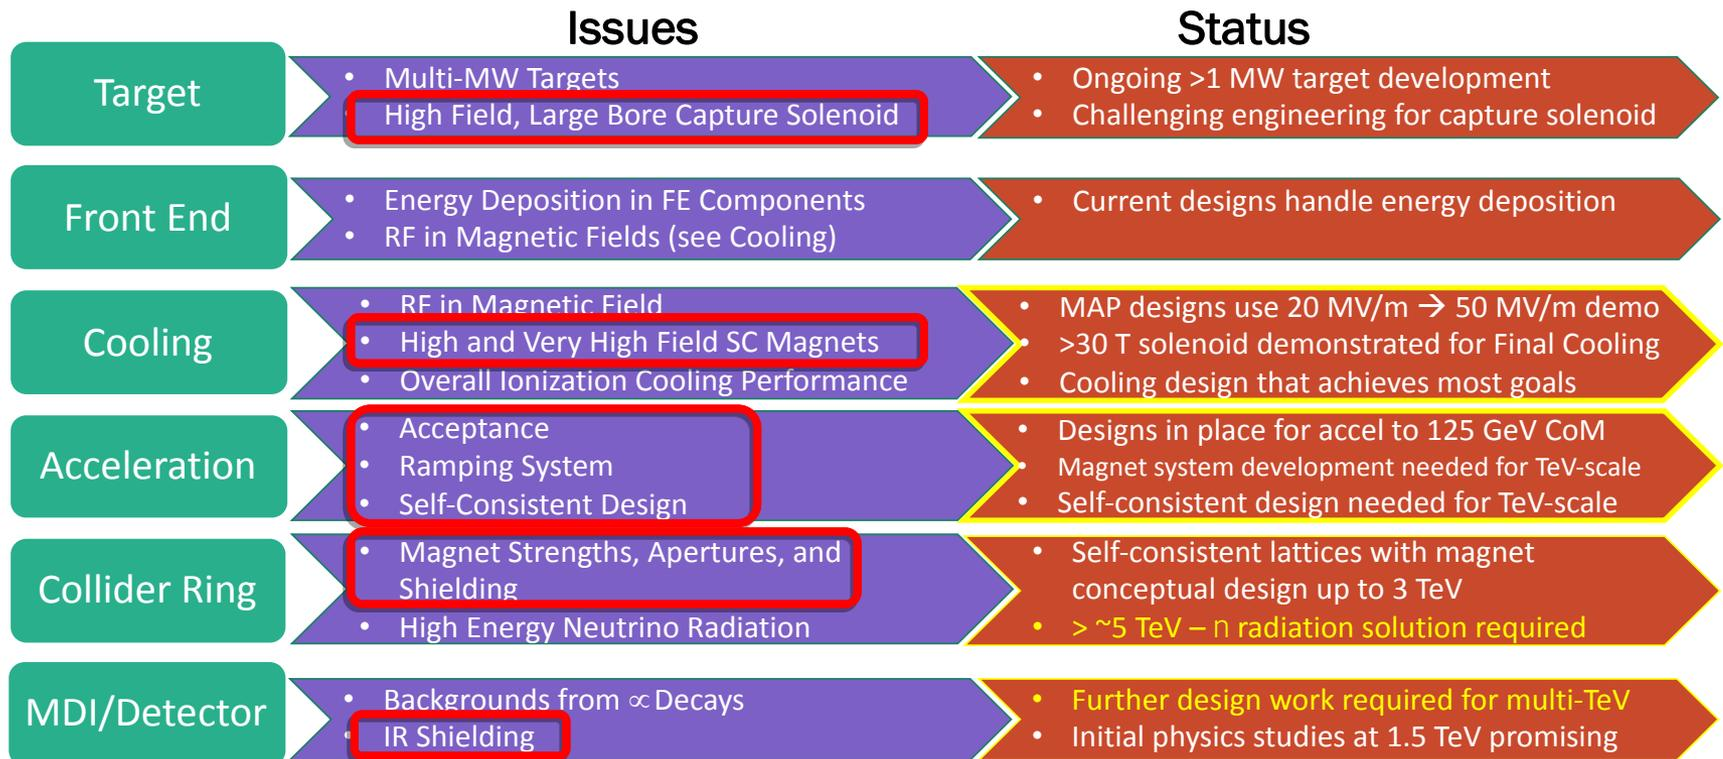 Issues
Status
Target
• Multi-MW Targets
• High Field, Large Bore Capture Solenoid
• Ongoing >1 MW target development
• Challenging engineering for capture solenoid
Front End
• Energy Deposition in FE Components
• RF in Magnetic Fields (see Cooling)
• Current designs handle energy deposition
Cooling
• RF in Magnetic Field
• High and Very High Field SC Magnets
• Overall Ionization Cooling Performance
• MAP designs use 20 MV/m → 50 MV/m demo
• >30 T solenoid demonstrated for Final Cooling
• Cooling design that achieves most goals
Acceleration
• Acceptance
• Ramping System
• Self-Consistent Design
• Designs in place for accel to 125 GeV CoM
• Magnet system development needed for TeV-scale
• Self-consistent design needed for TeV-scale
Collider Ring
• Magnet Strengths, Apertures, and
Shielding
• High Energy Neutrino Radiation
• Self-consistent lattices with magnet
conceptual design up to 3 TeV
• > ~5 TeV – n radiation solution required
MDI/Detector
• Backgrounds from ∝ Decays
• IR Shielding
• Further design work required for multi-TeV
• Initial physics studies at 1.5 TeV promising